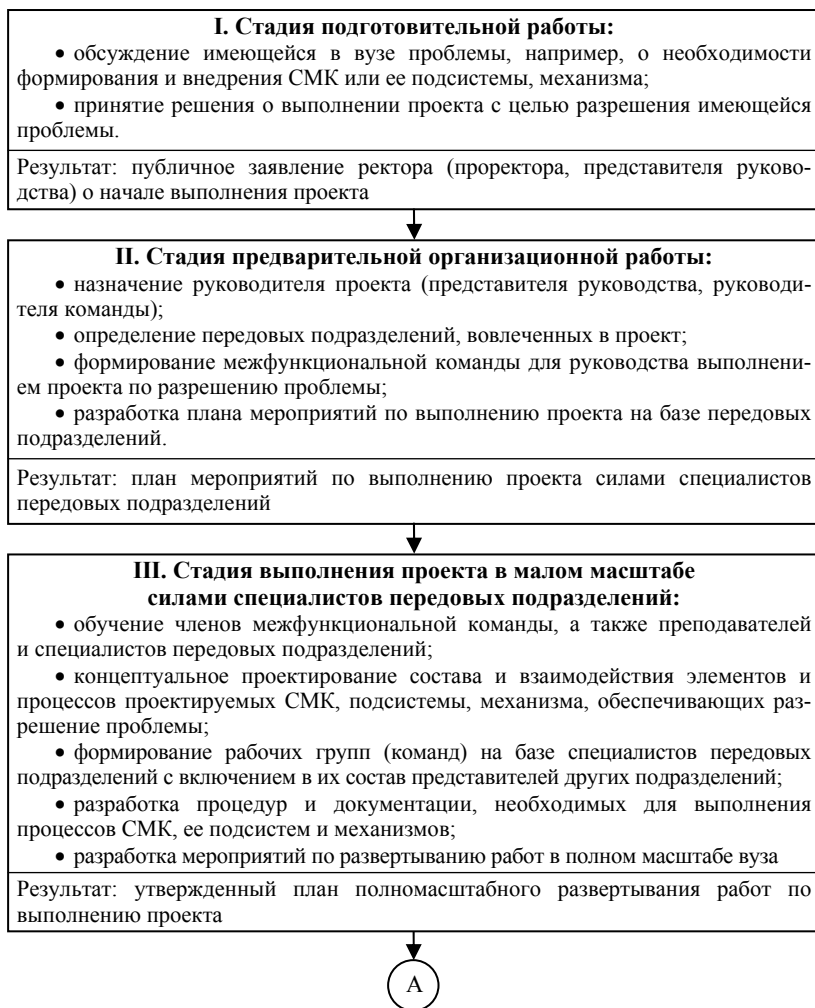 I. Стадия подготовительной работы:
• обсуждение имеющейся в вузе проблемы, например, о необходимости
формирования и внедрения СМК или ее подсистемы, механизма;
• принятие решения о выполнении проекта с целью разрешения имеющейся
проблемы.
Результат: публичное заявление ректора (проректора, представителя руково-
дства) о начале выполнения проекта
II. Стадия предварительной организационной работы:
• назначение руководителя проекта (представителя руководства, руководи-
теля команды);
• определение передовых подразделений, вовлеченных в проект;
• формирование межфункциональной команды для руководства выполнени-
ем проекта по разрешению проблемы;
• разработка плана мероприятий по выполнению проекта на базе передовых
подразделений.
Результат: план мероприятий по выполнению проекта силами специалистов
передовых подразделений
III. Стадия выполнения проекта в малом масштабе
силами специалистов передовых подразделений:
• обучение членов межфункциональной команды, а также преподавателей
и специалистов передовых подразделений;
• концептуальное проектирование состава и взаимодействия элементов и
процессов проектируемых СМК, подсистемы, механизма, обеспечивающих раз-
решение проблемы;
• формирование рабочих групп (команд) на базе специалистов передовых
подразделений с включением в их состав представителей других подразделений;
• разработка процедур и документации, необходимых для выполнения
процессов СМК, ее подсистем и механизмов;
• разработка мероприятий по развертыванию работ в полном масштабе вуза
Результат: утвержденный план полномасштабного развертывания работ по
выполнению проекта
А